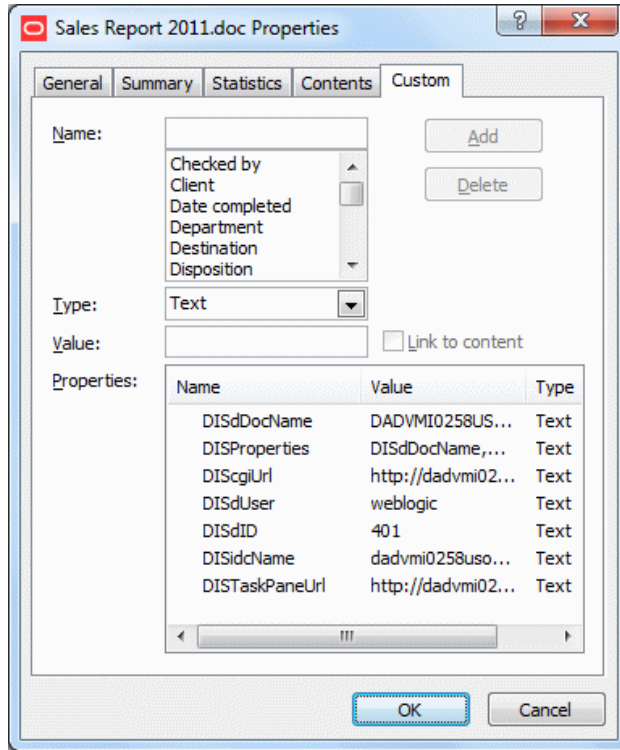 Sales Report 2011.doc Properties
General Summary Statistics Contents Custom
Name:
Add
Checked by
Client
Date completed
Department
Destination
Disposition
Delete
Type: Text
Value: Link to content
Properties:
Name Value Type
DISdDocName DADVMI0258US... Text
DISProperties DISdDocName,... Text
DIScgiUrl http://dadvmi02... Text
DISdUser weblogic Text
DISdID 401 Text
DISidcName dadvmi0258uso... Text
DISTaskPaneUrl http://dadvmi02... Text
OK Cancel